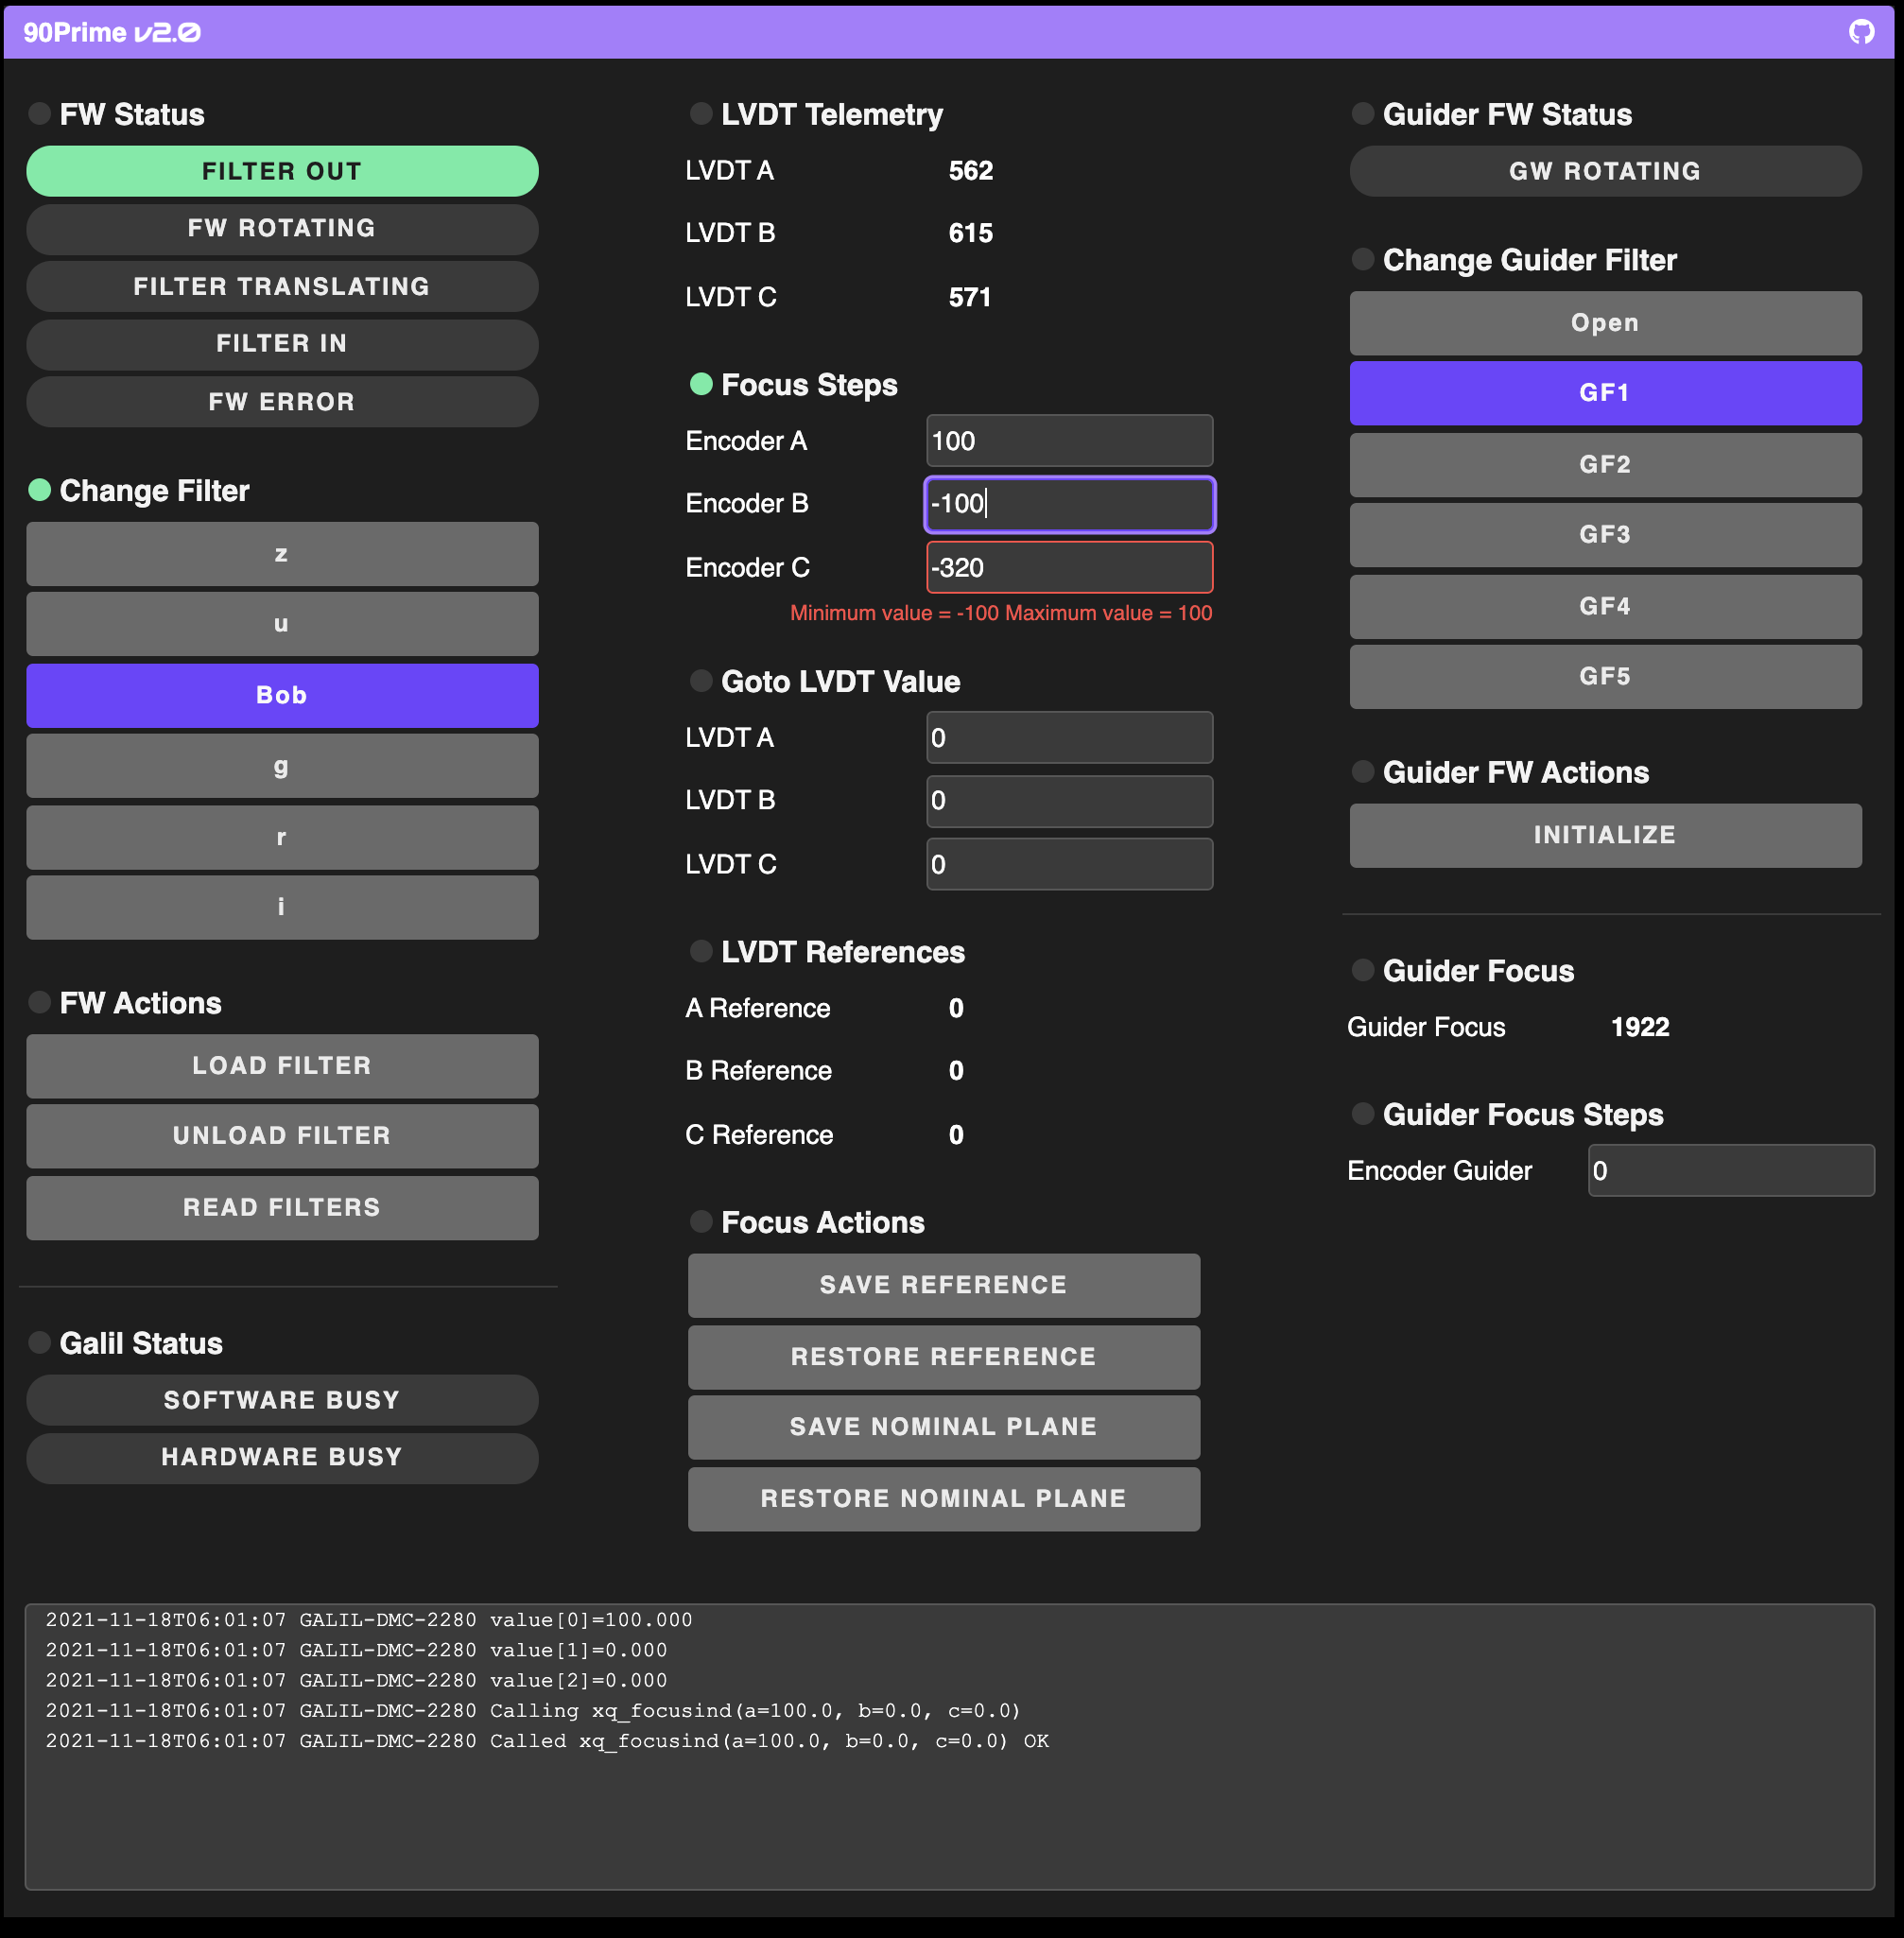 90Prime v2.0
FW Status
FILTER OUT
FW ROTATING
FILTER TRANSLATING
FILTER IN
FW ERROR
Change Filter
z
u
Bob
g
r
i
FW Actions
LOAD FILTER
UNLOAD FILTER
READ FILTERS
Galil Status
SOFTWARE BUSY
HARDWARE BUSY
LVDT Telemetry
LVDT A 562
LVDT B 615
LVDT C 571
Focus Steps
Encoder A 100
Encoder B -100
Encoder C -320
Minimum value = -100 Maximum value = 100
Goto LVDT Value
LVDT A 0
LVDT B 0
LVDT C 0
LVDT References
A Reference 0
B Reference 0
C Reference 0
Focus Actions
SAVE REFERENCE
RESTORE REFERENCE
SAVE NOMINAL PLANE
RESTORE NOMINAL PLANE
Guider FW Status
GW ROTATING
Change Guider Filter
Open
GF1
GF2
GF3
GF4
GF5
Guider FW Actions
INITIALIZE
Guider Focus
Guider Focus 1922
Guider Focus Steps
Encoder Guider 0
2021-11-18T06:01:07 GALIL-DMC-2280 value[0]=100.000
2021-11-18T06:01:07 GALIL-DMC-2280 value[1]=0.000
2021-11-18T06:01:07 GALIL-DMC-2280 value[2]=0.000
2021-11-18T06:01:07 GALIL-DMC-2280 Calling xq_focusind(a=100.0, b=0.0, c=0.0)
2021-11-18T06:01:07 GALIL-DMC-2280 Called xq_focusind(a=100.0, b=0.0, c=0.0) OK